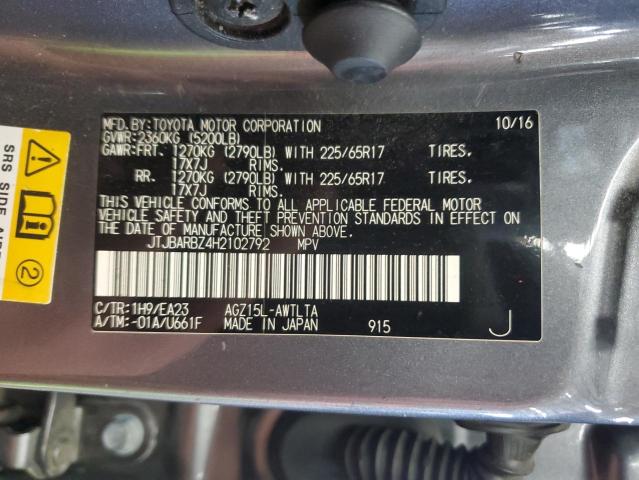 MFD.BY:TOYOTA MOTOR CORPORATION 10/16
GVWR:2360KG (5200LB)
GAWR:FRT. 1270KG (2790LB) WITH 225/65R17 TIRES.
17X7J RIMS.
RR. 1270KG (2790LB) WITH 225/65R17 TIRES.
17X7J RIMS.
THIS VEHICLE CONFORMS TO ALL APPLICABLE FEDERAL MOTOR
VEHICLE SAFETY AND THEFT PREVENTION STANDARDS IN EFFECT ON
THE DATE OF MANUFACTURE SHOWN ABOVE.
JTJBARBZ4H2102792 MPV
C/TR:1H9/EA23 AGZ15L-AWTLTA
A/TM:-01A/U661F MADE IN JAPAN 915 J
SRS SIDE
2